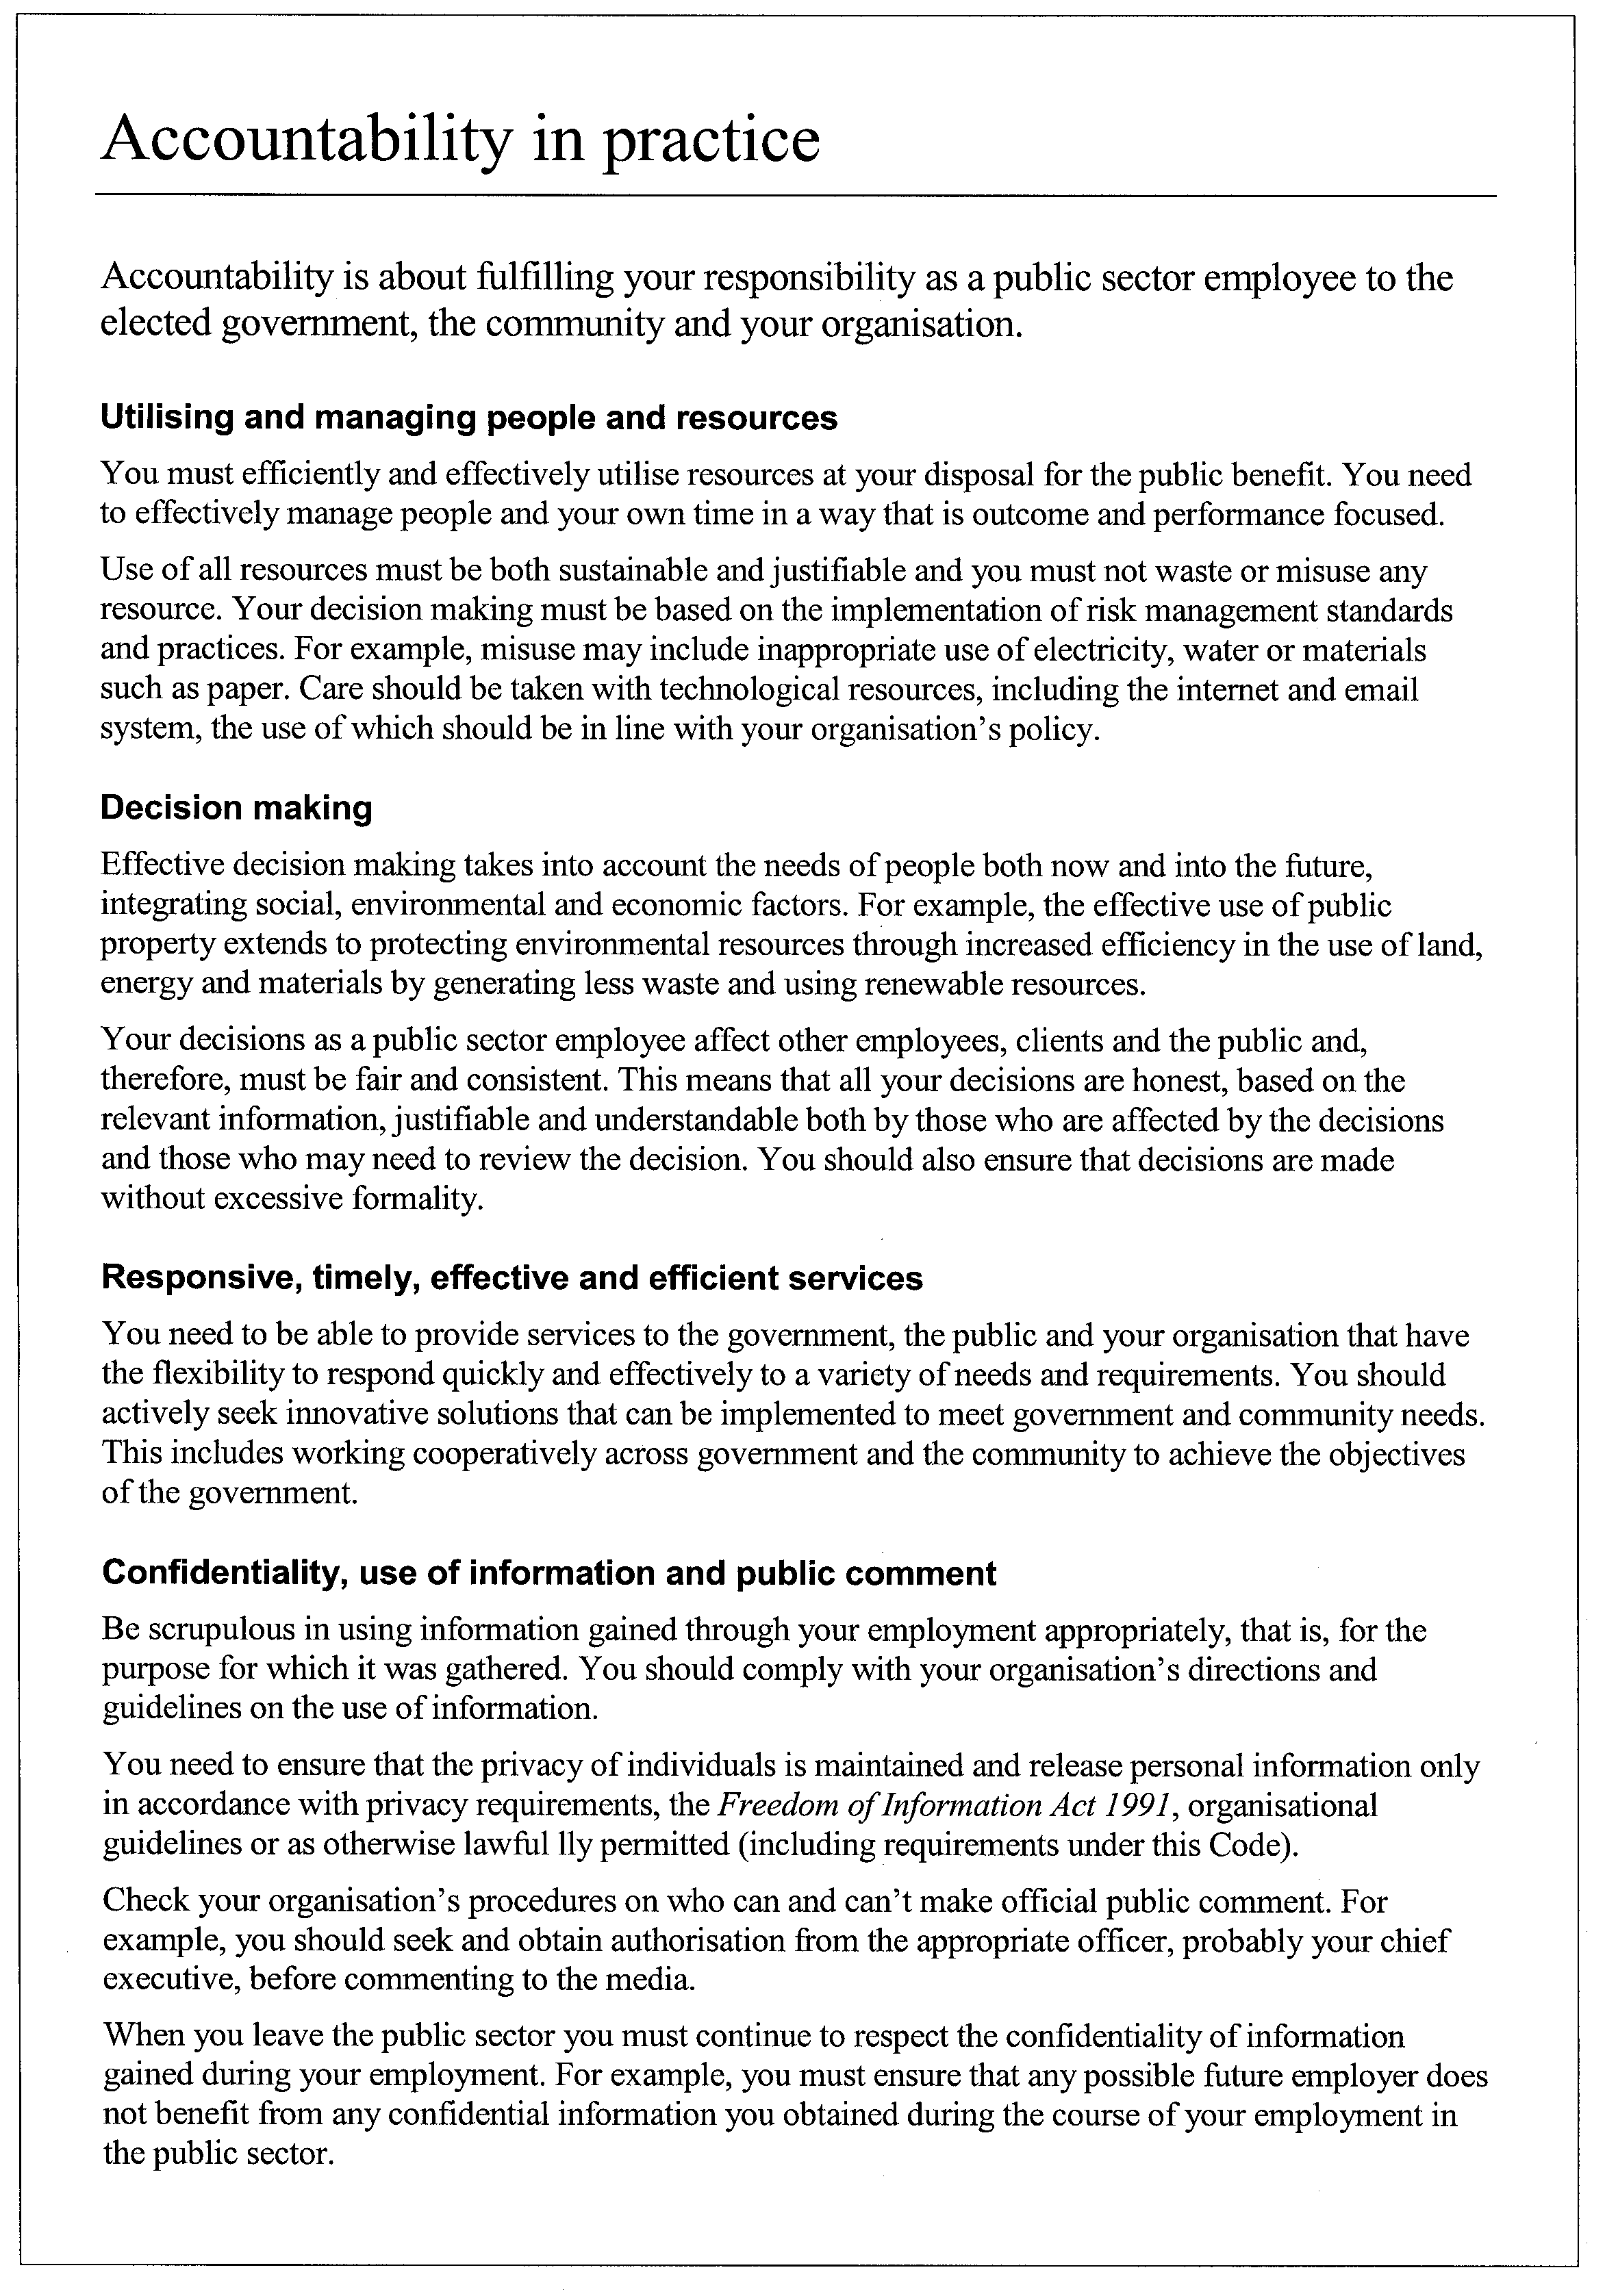 Accountability in practice
Accountability is about fulfilling your responsibility as a public sector employee to the
elected government, the community and your organisation.
Utilising and managing people and resources
You must efficiently and effectively utilise resources at your disposal for the public benefit. You need
to effectively manage people and your own time in a way that is outcome and performance focused.
Use of all resources must be both sustainable and justifiable and you must not waste or misuse any
resource. Your decision making must be based on the implementation of risk management standards
and practices. For example, misuse may include inappropriate use of electricity, water or materials
such as paper. Care should be taken with technological resources, including the internet and email
system, the use of which should be in line with your organisation's policy.
Decision making
Effective decision making takes into account the needs of people both now and into the future,
integrating social, environmental and economic factors. For example, the effective use of public
property extends to protecting environmental resources through increased efficiency in the use of land,
energy and materials by generating less waste and using renewable resources.
Your decisions as a public sector employee affect other employees, clients and the public and,
therefore, must be fair and consistent. This means that all your decisions are honest, based on the
relevant information, justifiable and understandable both by those who are affected by the decisions
and those who may need to review the decision. You should also ensure that decisions are made
without excessive formality.
Responsive, timely, effective and efficient services
You need to be able to provide services to the government, the public and your organisation that have
the flexibility to respond quickly and effectively to a variety of needs and requirements. You should
actively seek innovative solutions that can be implemented to meet government and community needs.
This includes working cooperatively across government and the community to achieve the objectives
of the government.
Confidentiality, use of information and public comment
Be scrupulous in using information gained through your employment appropriately, that is, for the
purpose for which it was gathered. You should comply with your organisation's directions and
guidelines on the use of information.
You need to ensure that the privacy of individuals is maintained and release personal information only
in accordance with privacy requirements, the Freedom of Information Act 1991, organisational
guidelines or as otherwise lawful lly permitted (including requirements under this Code).
Check your organisation's procedures on who can and can't make official public comment. For
example, you should seek and obtain authorisation from the appropriate officer, probably your chief
executive, before commenting to the media.
When you leave the public sector you must continue to respect the confidentiality of information
gained during your employment. For example, you must ensure that any possible future employer does
not benefit from any confidential information you obtained during the course of your employment in
the public sector.